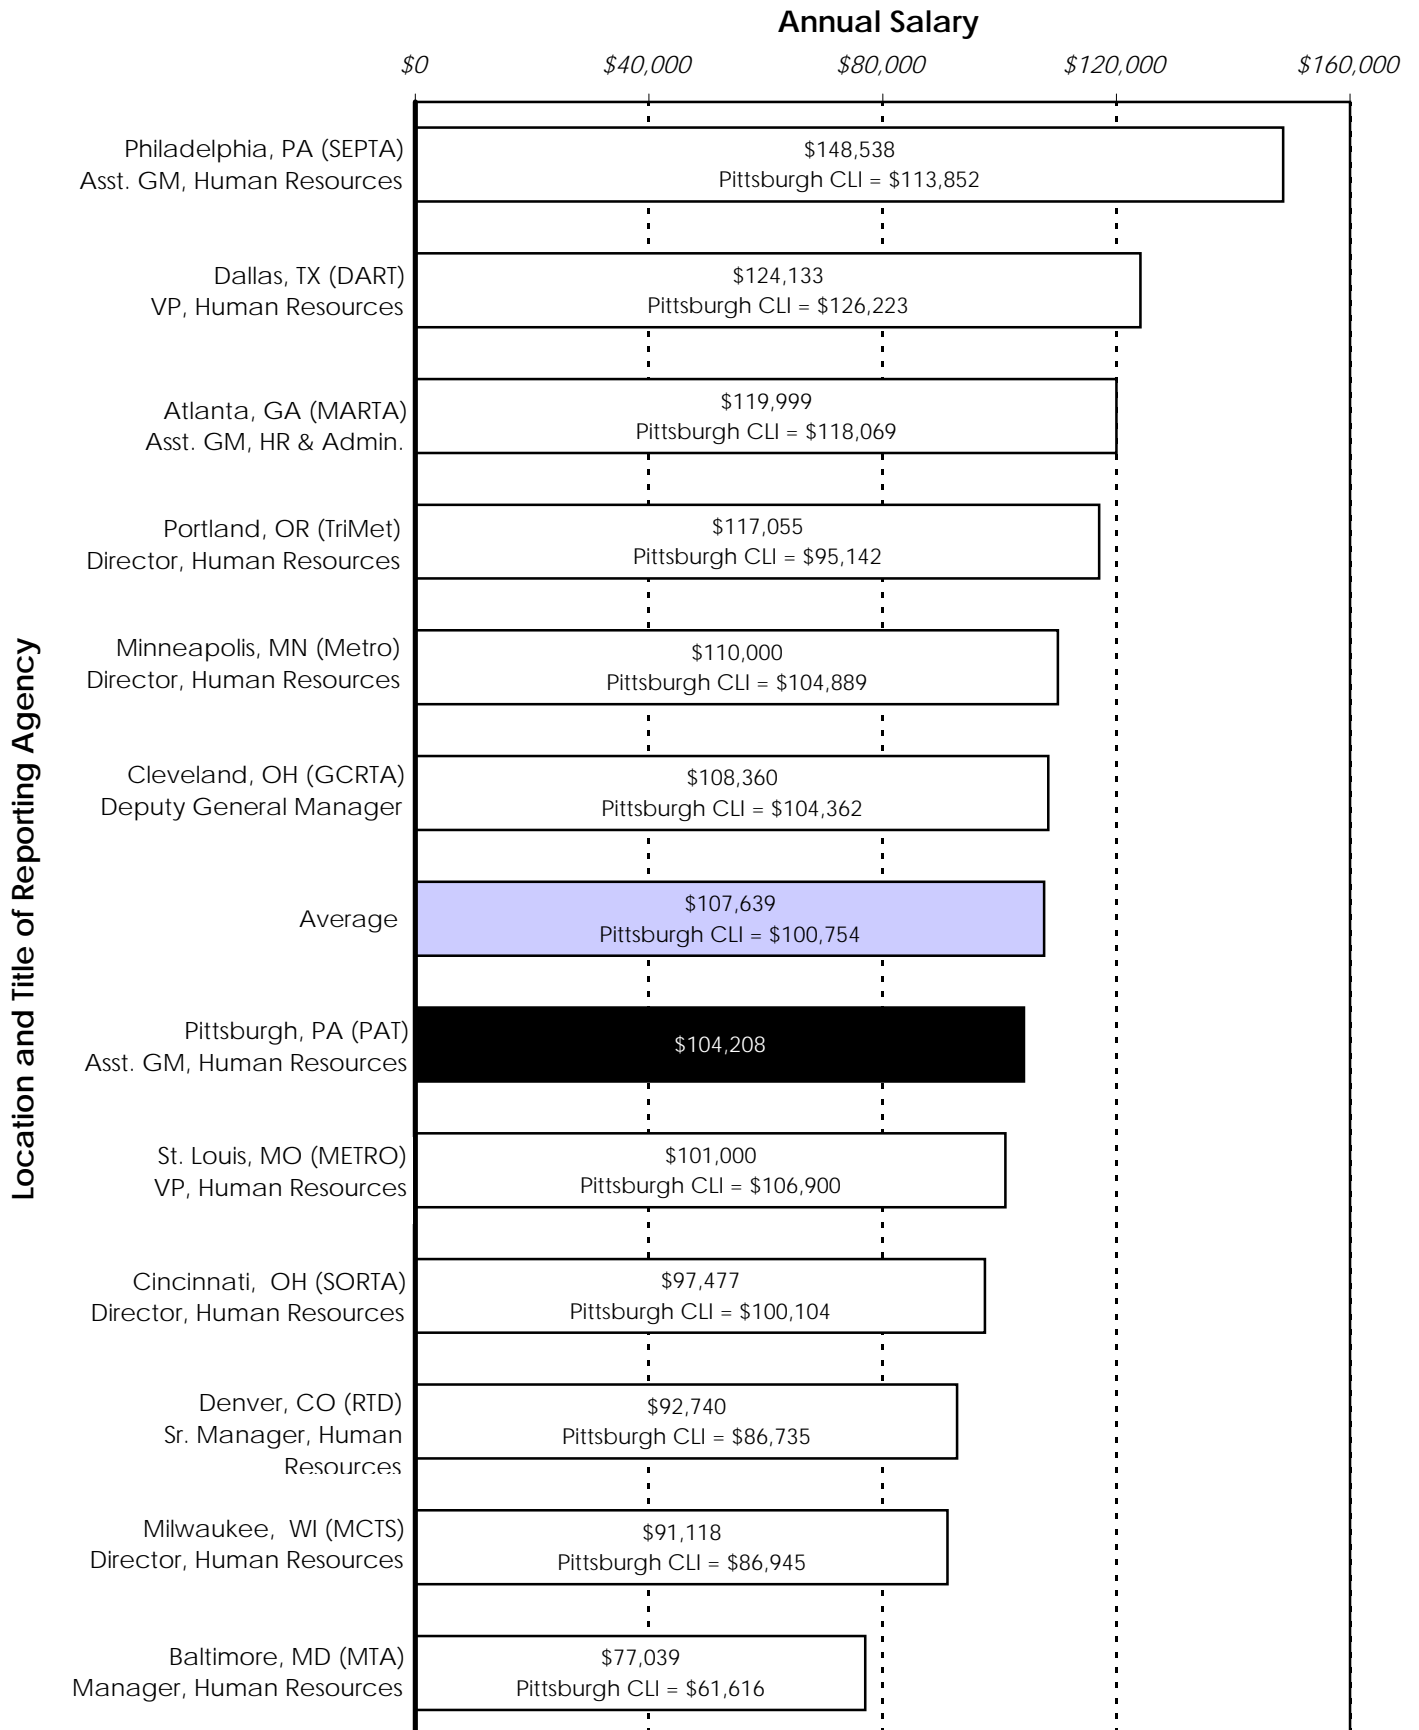 Annual Salary
$0 $40,000 $80,000 $120,000 $160,000
Location and Title of Reporting Agency
Philadelphia, PA (SEPTA)
Asst. GM, Human Resources
$148,538
Pittsburgh CLI = $113,852
Dallas, TX (DART)
VP, Human Resources
$124,133
Pittsburgh CLI = $126,223
Atlanta, GA (MARTA)
Asst. GM, HR & Admin.
$119,999
Pittsburgh CLI = $118,069
Portland, OR (TriMet)
Director, Human Resources
$117,055
Pittsburgh CLI = $95,142
Minneapolis, MN (Metro)
Director, Human Resources
$110,000
Pittsburgh CLI = $104,889
Cleveland, OH (GCRTA)
Deputy General Manager
$108,360
Pittsburgh CLI = $104,362
Average
$107,639
Pittsburgh CLI = $100,754
Pittsburgh, PA (PAT)
Asst. GM, Human Resources
$104,208
St. Louis, MO (METRO)
VP, Human Resources
$101,000
Pittsburgh CLI = $106,900
Cincinnati, OH (SORTA)
Director, Human Resources
$97,477
Pittsburgh CLI = $100,104
Denver, CO (RTD)
Sr. Manager, Human
Resources
$92,740
Pittsburgh CLI = $86,735
Milwaukee, WI (MCTS)
Director, Human Resources
$91,118
Pittsburgh CLI = $86,945
Baltimore, MD (MTA)
Manager, Human Resources
$77,039
Pittsburgh CLI = $61,616